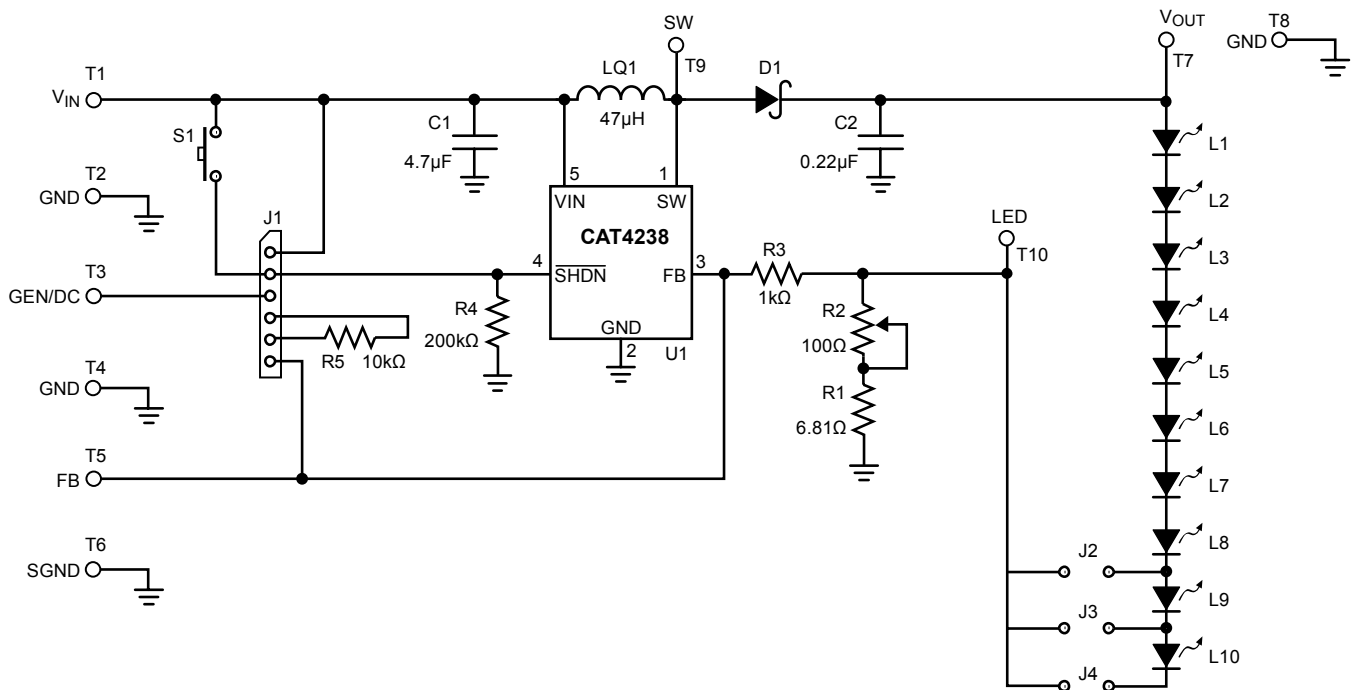 SW
VOUT
T8
GND
T1
LQ1
T9
D1
T7
VIN
47µH
C1
C2
L1
S1
4.7µF
0.22µF
T2
5
1
L2
GND
VIN
SW
J1
LED
CAT4238
R3
T10
L3
T3
4
3
GEN/DC
SHDN
FB
1kΩ
R4
R2
L4
200kΩ
GND
100Ω
2
U1
R5
10kΩ
L5
T4
R1
GND
6.81Ω
L6
T5
FB
L7
T6
L8
SGND
J2
L9
J3
L10
J4